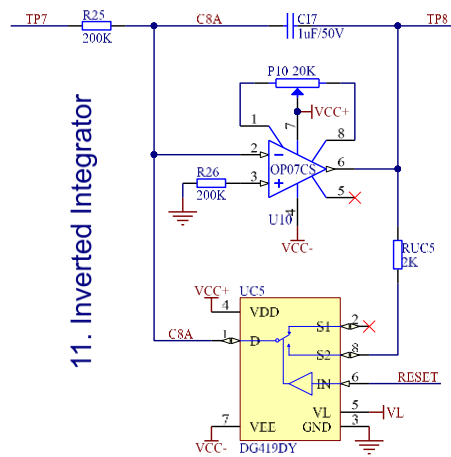 R25
TP7
C8A
C17
TP8
200K
1uF/50V
P10 20K
VCC+
1
7
8
2
OP07CS
6
R26
3
5
200K
4
U10
VCC-
RUC5
2K
11. Inverted Integrator
VCC+
UC5
4
VDD
S1
2
C8A
1
D
S2
8
IN
6
RESET
VL
5
VL
7
VEE
GND
3
VCC-
DG419DY